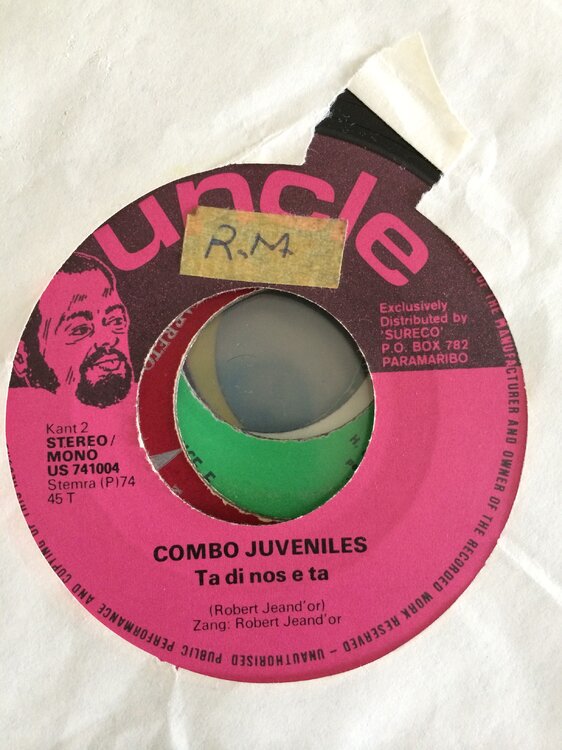 uncle
R.M.
Exclusively
Distributed by
'SURECO'
P.O. BOX 782
PARAMARIBO
Kant 2
STEREO/
MONO
US 741004
Stemra (P)74
45 T
COMBO JUVENILES
Ta di nos e ta
(Robert Jeand'or)
Zang: Robert Jeand'or
OF THE MANUFACTURER AND OWNER OF THE RECORDED WORK RESERVED – UNAUTHORISED PUBLIC PERFORMANCE AND COPYING OF THIS